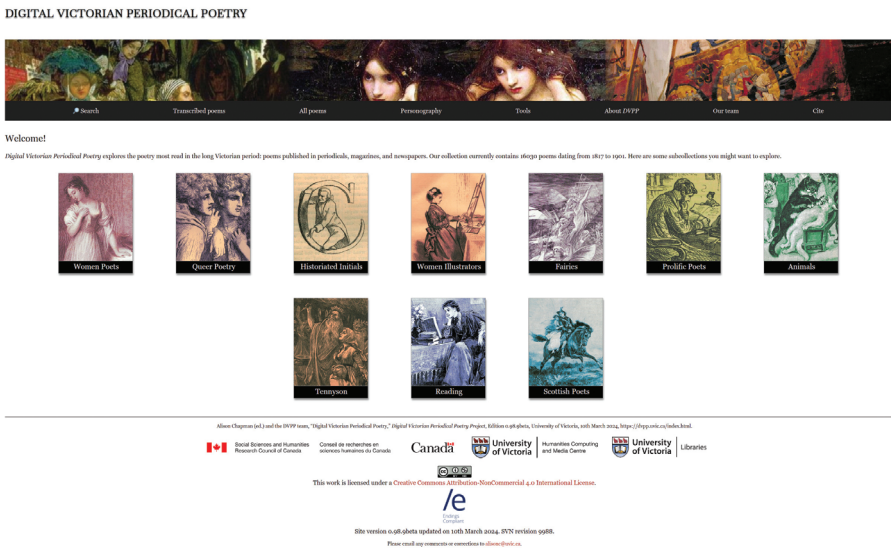 DIGITAL VICTORIAN PERIODICAL POETRY
Search Transcribed poems All poems Personography Tools About DVPP Our team Cite
Welcome!
Digital Victorian Periodical Poetry explores the poetry most read in the long Victorian period: poems published in periodicals, magazines, and newspapers. Our collection currently contains 16030 poems dating from 1817 to 1901. Here are some subcollections you might want to explore.
Women Poets Queer Poetry Historiated Initials Women Illustrators Fairies Prolific Poets Animals
Tennyson Reading Scottish Poets
Alison Chapman (ed.) and the DVPP team, "Digital Victorian Periodical Poetry," Digital Victorian Periodical Poetry Project, Edition 0.98.9beta, University of Victoria, 10th March 2024, https://dvpp.uvic.ca/index.html.
Social Sciences and Humanities Conseil de recherches en Canada University Humanities Computing University Libraries
Research Council of Canada sciences humaines du Canada of Victoria and Media Centre of Victoria
This work is licensed under a Creative Commons Attribution-NonCommercial 4.0 International License.
/e
Endings
Compliant
Site version 0.98.9beta updated on 10th March 2024. SVN revision 9988.
Please email any comments or corrections to alisonc@uvic.ca.